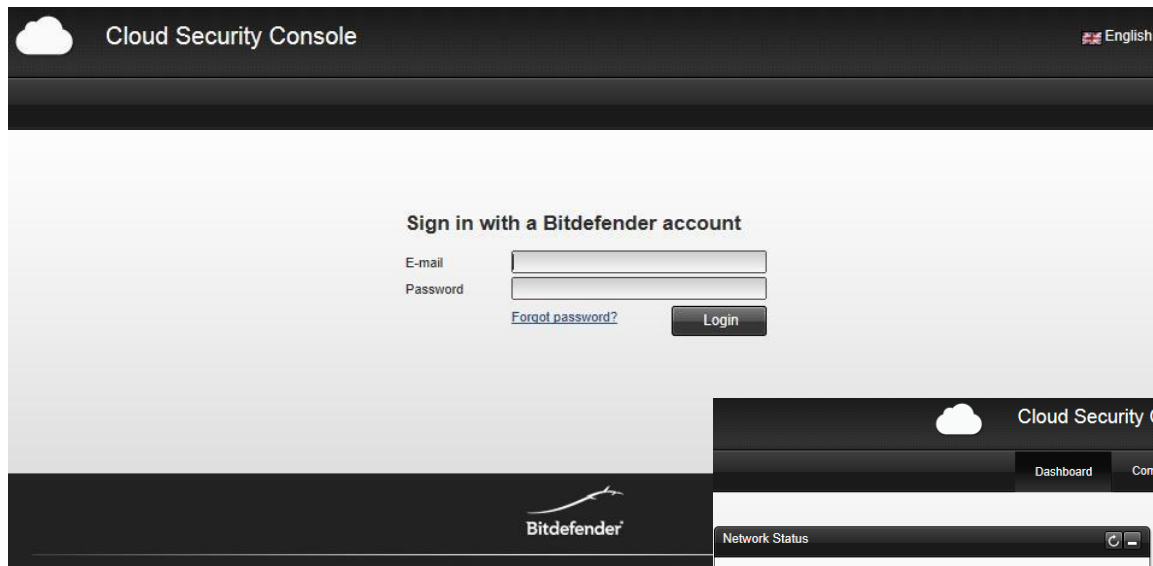 Cloud Security Console
English
Sign in with a Bitdefender account
E-mail
Password
Forgot password?
Login
Bitdefender
Cloud Security
Dashboard
Network Status